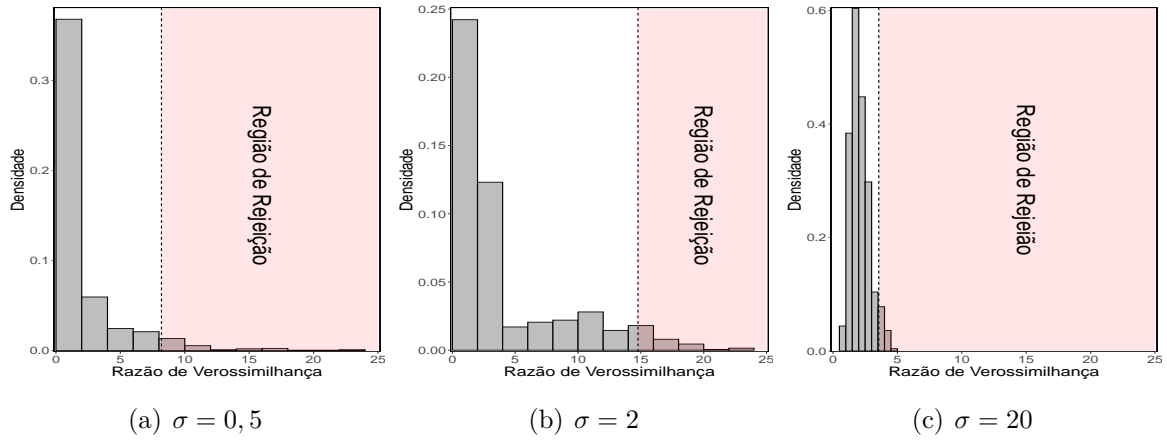 Densidade
0.3
0.2
0.1
0.0
0
5
10
15
20
25
Razão de Verossimilhança
Região de Rejeição
(a) σ = 0, 5
Densidade
0.25
0.20
0.15
0.10
0.05
0.00
0
5
10
15
20
25
Razão de Verossimilhança
Região de Rejeição
(b) σ = 2
Densidade
0.6
0.4
0.2
0.0
0
5
10
15
20
25
Razão de Verossimilhança
Região de Rejeião
(c) σ = 20